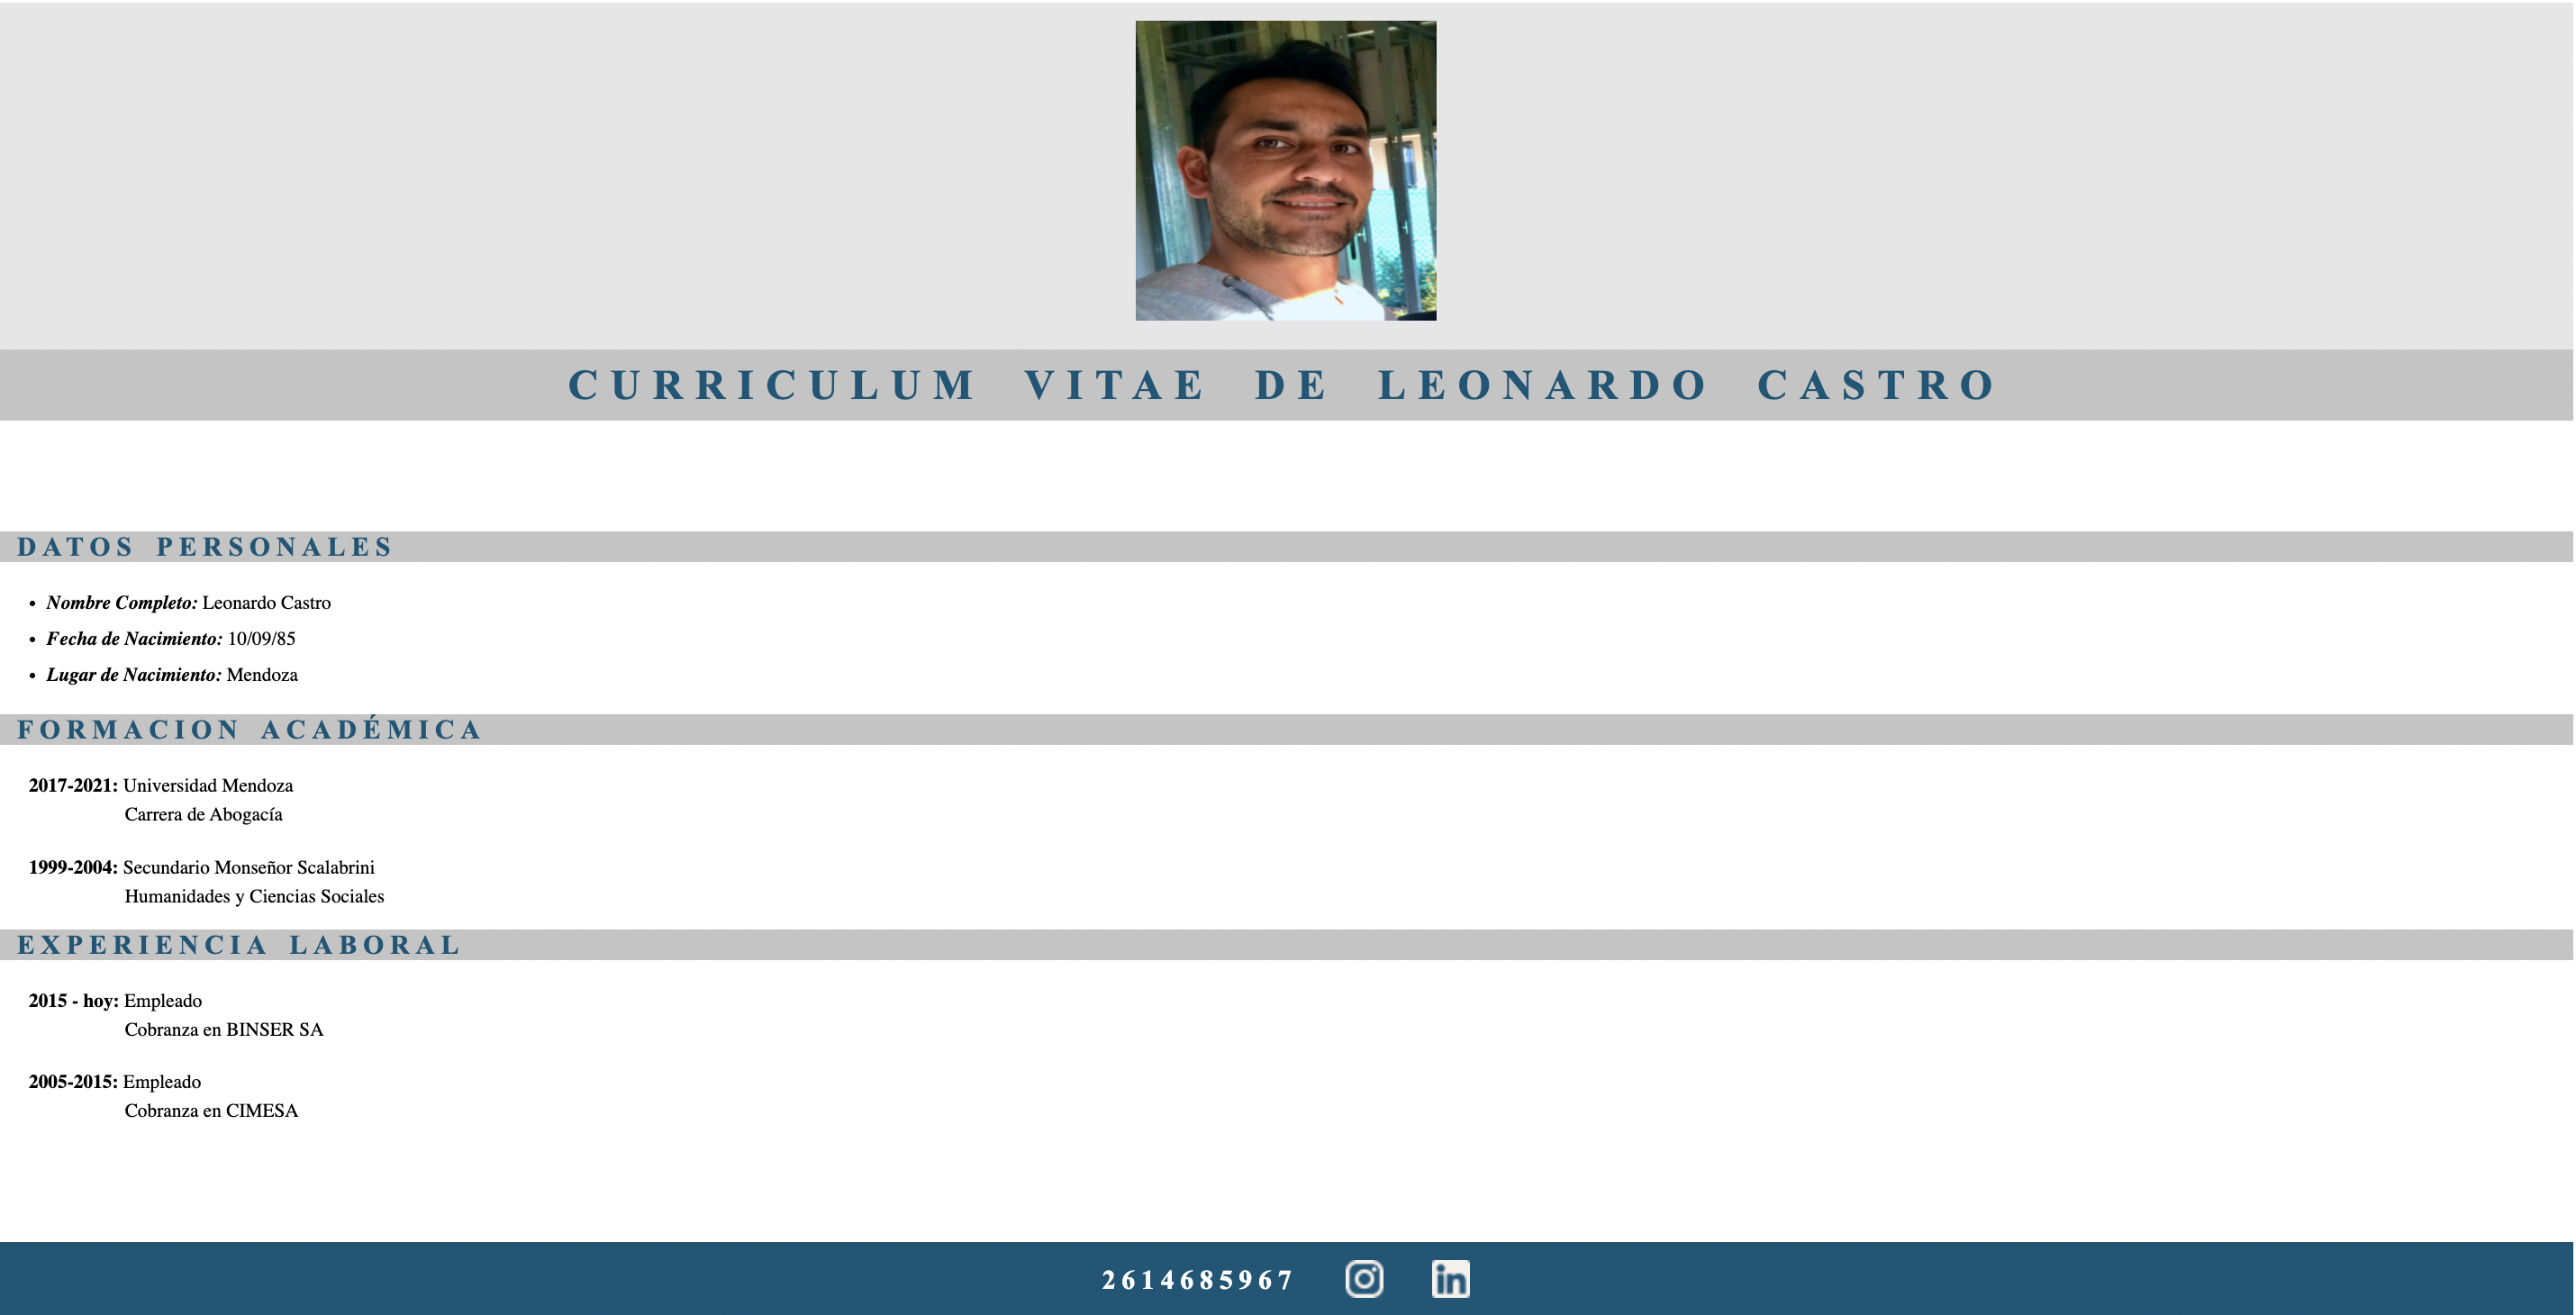 CURRICULUM VITAE DE LEONARDO CASTRO
DATOS PERSONALES
• Nombre Completo: Leonardo Castro
• Fecha de Nacimiento: 10/09/85
• Lugar de Nacimiento: Mendoza
FORMACION ACADÉMICA
2017-2021: Universidad Mendoza
Carrera de Abogacía
1999-2004: Secundario Monseñor Scalabrini
Humanidades y Ciencias Sociales
EXPERIENCIA LABORAL
2015 - hoy: Empleado
Cobranza en BINSER SA
2005-2015: Empleado
Cobranza en CIMESA
2614685967 in